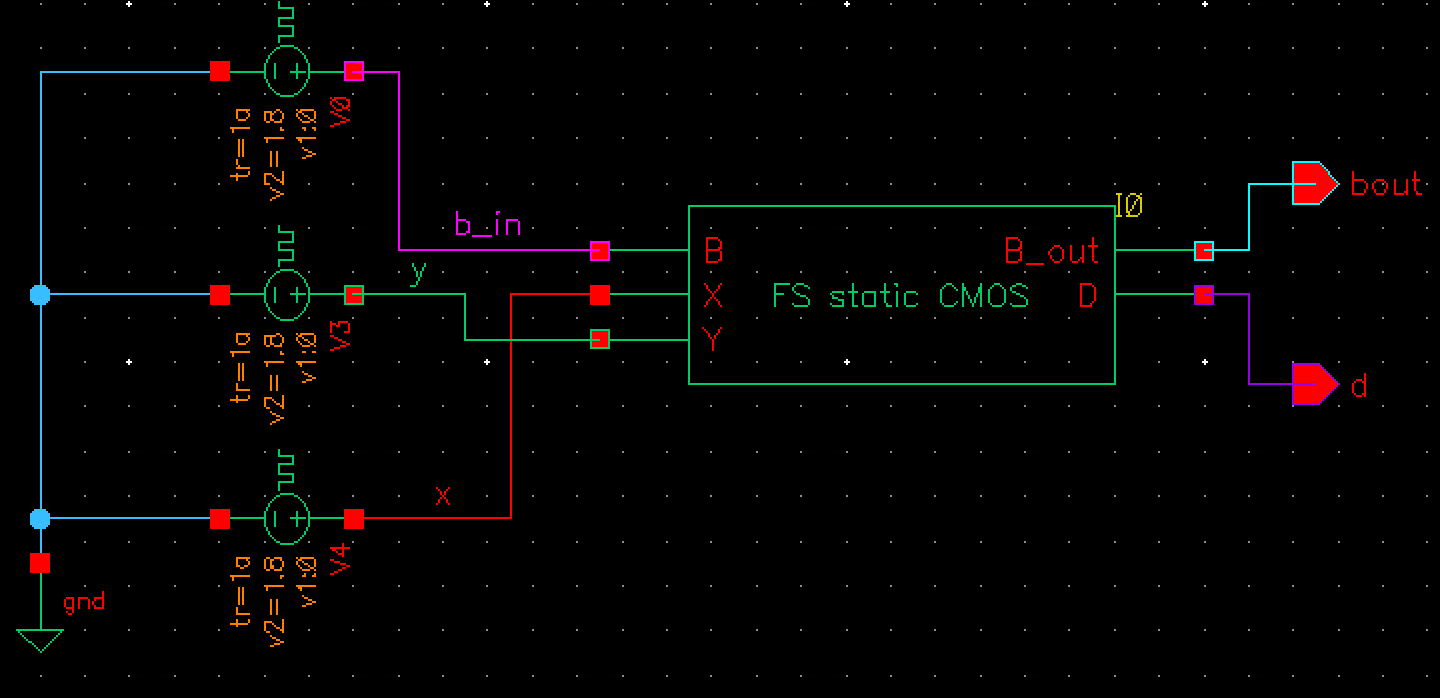 tr=1a
v2=1.8
v1:0
V0
b_in
y
tr=1a
v2=1.8
v1:0
V3
x
tr=1a
v2=1.8
v1:0
V4
gnd
I0
B
B_out
X
FS static CMOS
D
Y
bout
d